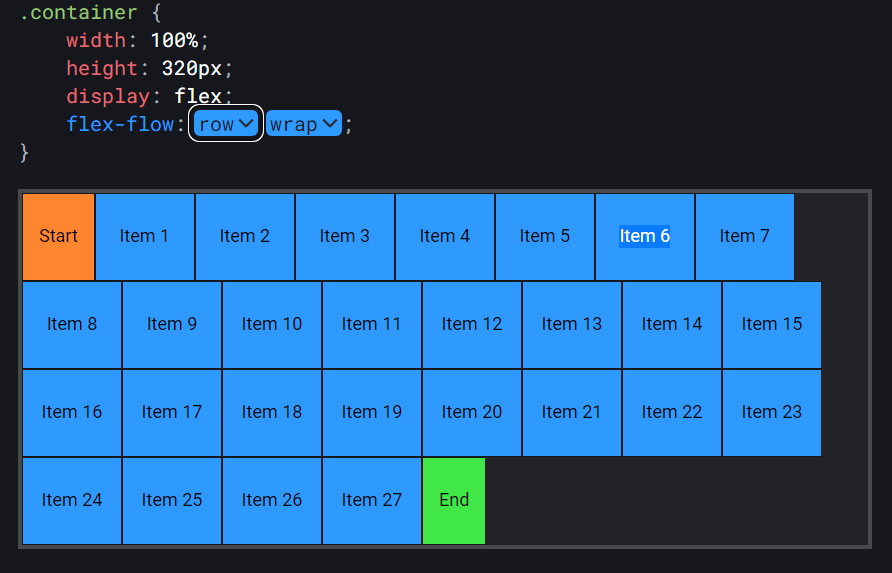 .container {
width: 100%;
height: 320px;
display: flex;
flex-flow: row wrap ;
}
Start Item 1 Item 2 Item 3 Item 4 Item 5 Item 6 Item 7
Item 8 Item 9 Item 10 Item 11 Item 12 Item 13 Item 14 Item 15
Item 16 Item 17 Item 18 Item 19 Item 20 Item 21 Item 22 Item 23
Item 24 Item 25 Item 26 Item 27 End